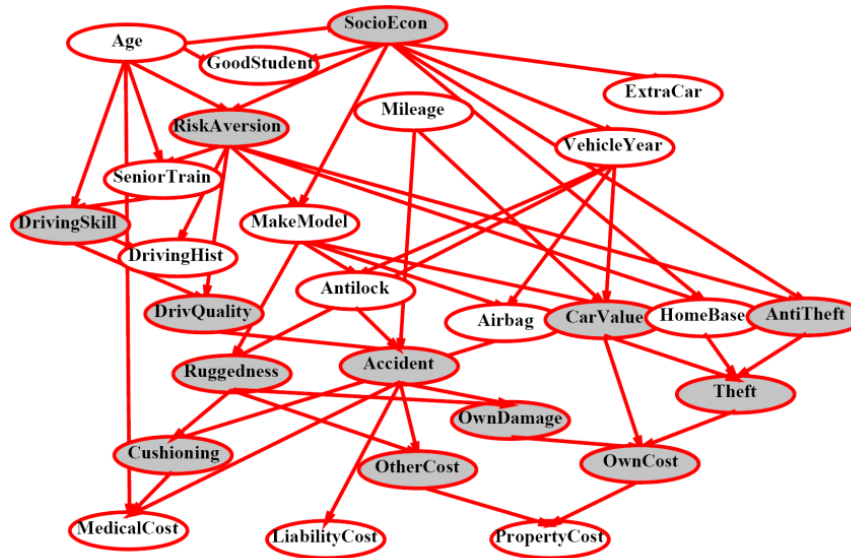 SocioEcon
Age
GoodStudent
ExtraCar
Mileage
RiskAversion
VehicleYear
SeniorTrain
DrivingSkill
MakeModel
DrivingHist
Antilock
DrivQuality
Airbag
CarValue
HomeBase
AntiTheft
Ruggedness
Accident
Theft
OwnDamage
Cushioning
OtherCost
OwnCost
MedicalCost
LiabilityCost
PropertyCost